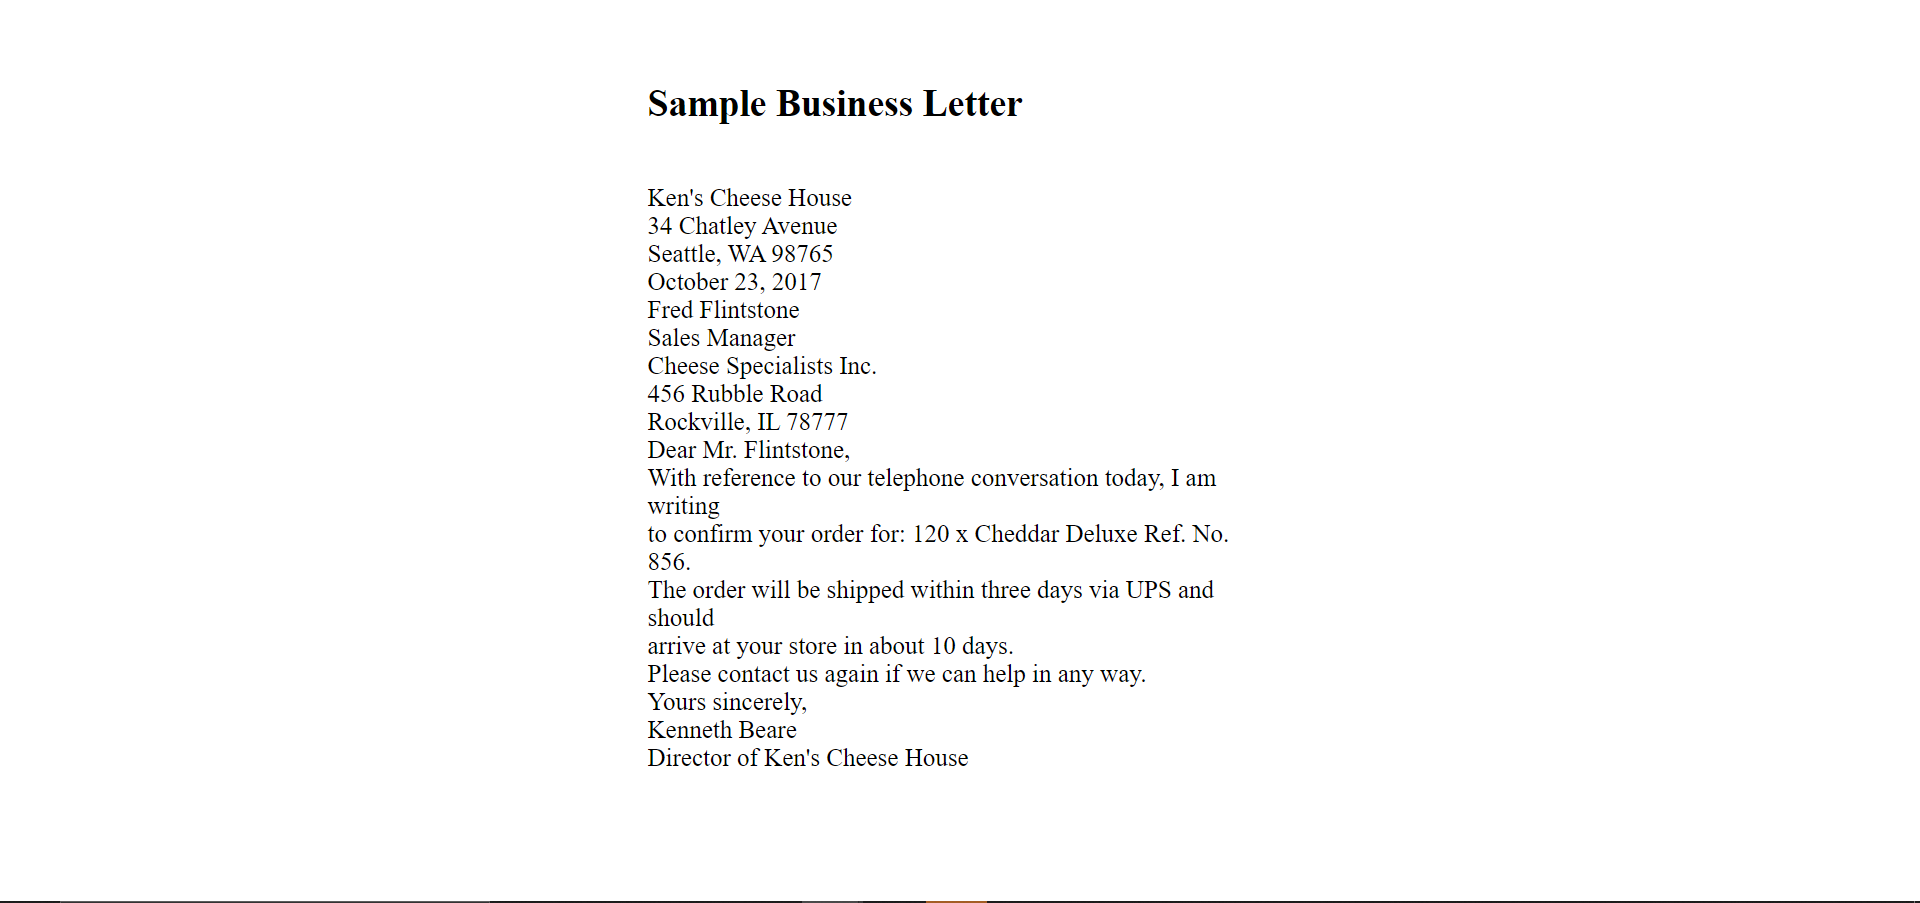 Sample Business Letter
Ken's Cheese House
34 Chatley Avenue
Seattle, WA 98765
October 23, 2017
Fred Flintstone
Sales Manager
Cheese Specialists Inc.
456 Rubble Road
Rockville, IL 78777
Dear Mr. Flintstone,
With reference to our telephone conversation today, I am
writing
to confirm your order for: 120 x Cheddar Deluxe Ref. No.
856.
The order will be shipped within three days via UPS and
should
arrive at your store in about 10 days.
Please contact us again if we can help in any way.
Yours sincerely,
Kenneth Beare
Director of Ken's Cheese House